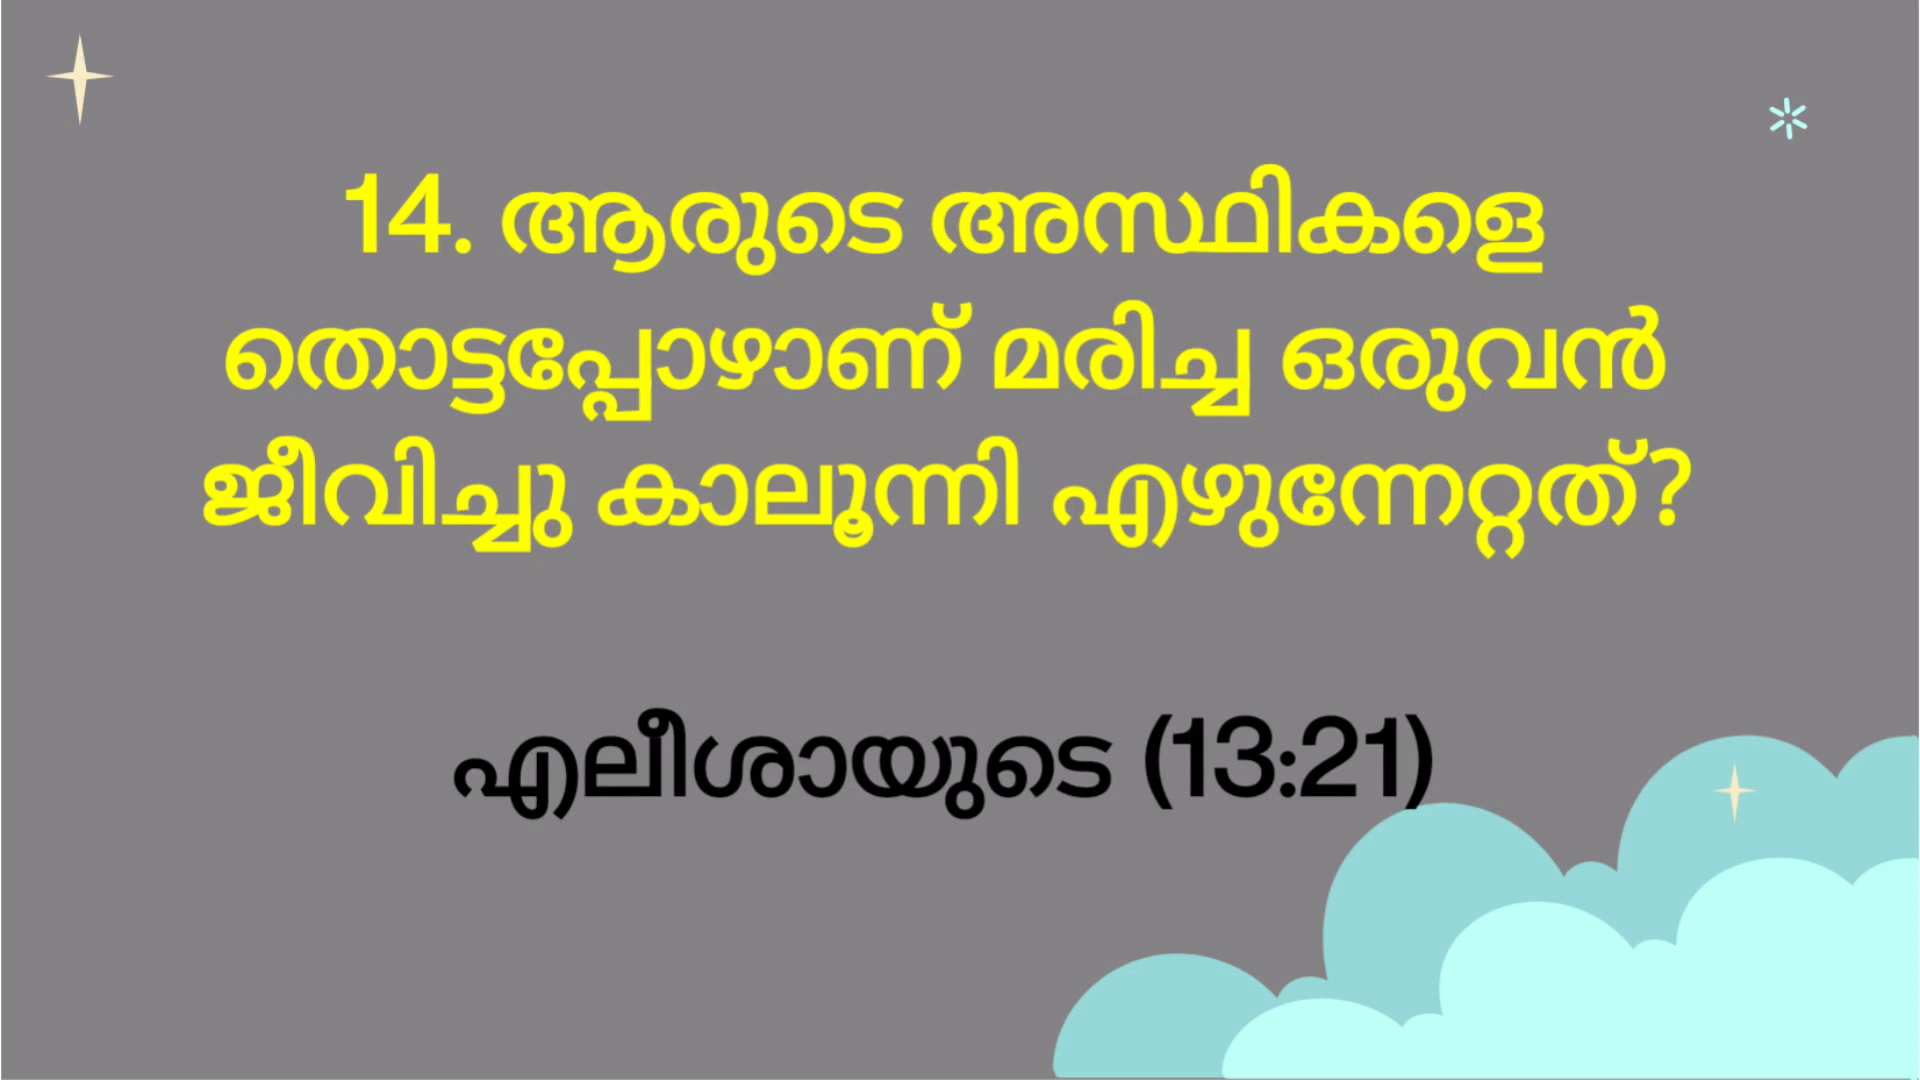 14. ആരുടെ അസ്ഥികളെ
തൊട്ടപ്പോഴാണ് മരിച്ച ഒരുവൻ
ജീവിച്ചു കാലൂന്നി എഴുന്നേറ്റത്?
എലീശായുടെ (13:21)